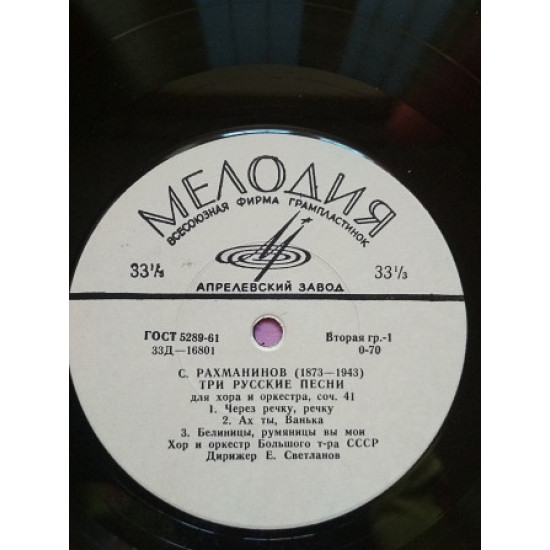 МЕЛОДИЯ
ВСЕСОЮЗНАЯ ФИРМА ГРАМПЛАСТИНОК
33⅓ 33⅓
АПРЕЛЕВСКИЙ ЗАВОД
ГОСТ 5289-61 Вторая гр.-1
33Д—16801 0-70
С. РАХМАНИНОВ (1873—1943)
ТРИ РУССКИЕ ПЕСНИ
для хора и оркестра, соч. 41
1. Через речку, речку
2. Ах ты, Ванька
3. Белиницы, румяницы вы мои
Хор и оркестр Большого т-ра СССР
Дирижер Е. Светланов